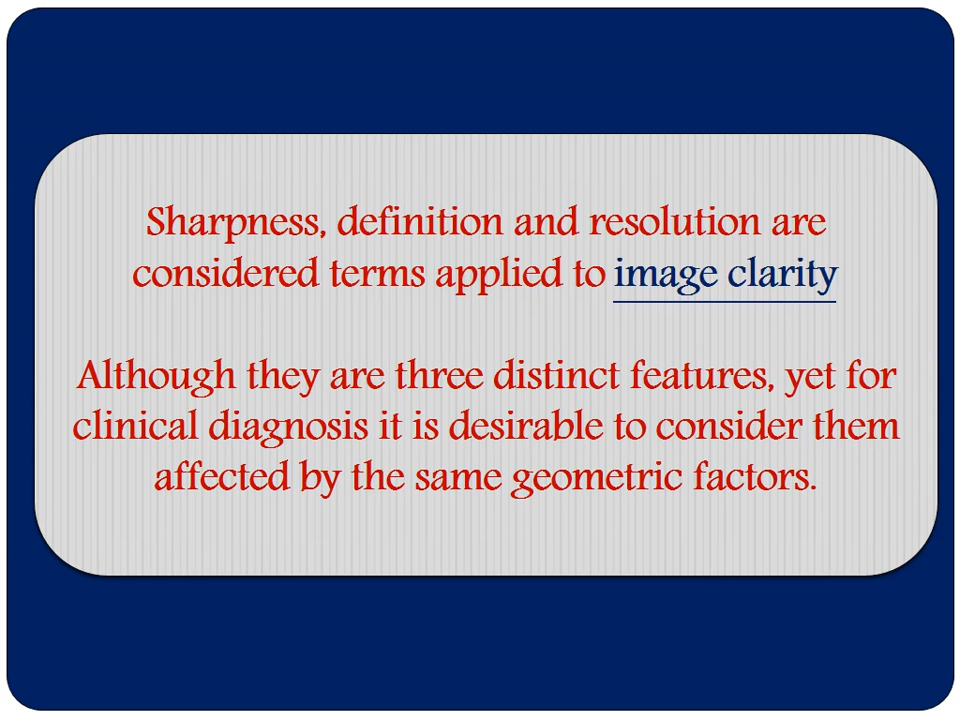 Sharpness, definition and resolution are
considered terms applied to image clarity
Although they are three distinct features, yet for
clinical diagnosis it is desirable to consider them
affected by the same geometric factors.